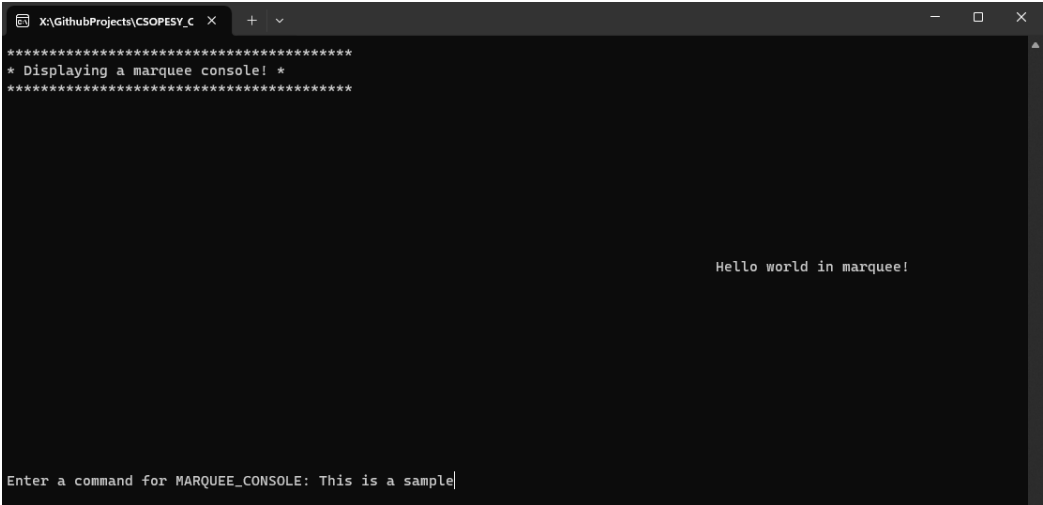 X:\GithubProjects\CSOPESY_C
*****************************************
* Displaying a marquee console! *
*****************************************
Hello world in marquee!
Enter a command for MARQUEE_CONSOLE: This is a sample